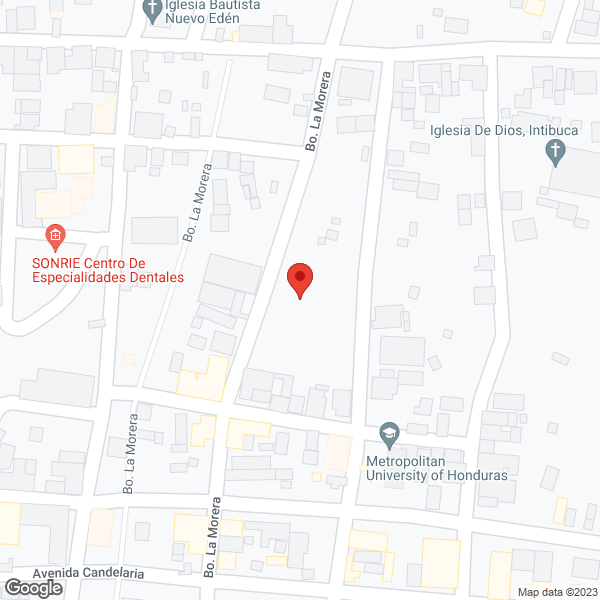 Iglesia Bautista
Nuevo Edén
Bo. La Morera
Iglesia De Dios, Intibuca
Bo. La Morera
SONRIE Centro De
Especialidades Dentales
Bo. La Morera
Metropolitan
University of Honduras
Bo. La Morera
Avenida Candelaria
Google
Map data ©2023